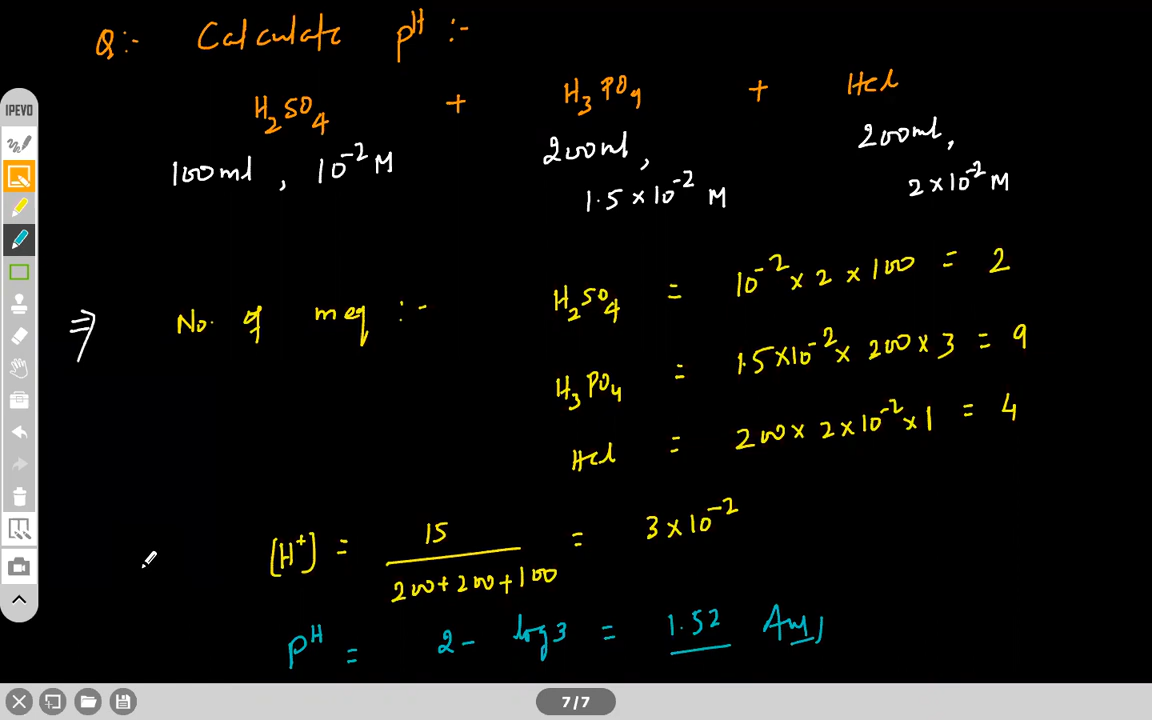 Q:- Calculate pH :-
H2SO4 + H3PO4 + Hcl
100ml , 10⁻² M 200ml, 1.5 × 10⁻² M 200ml, 2 × 10⁻² M
IPEVO
⇒ No. of meq :- H2SO4 = 10⁻² × 2 × 100 = 2
H3PO4 = 1.5×10⁻² × 200 × 3 = 9
Hcl = 200 × 2×10⁻² × 1 = 4
[H⁺] = 15 / 200+200+100 = 3 × 10⁻²
pH = 2 - log3 = 1.52 Ans
7/7